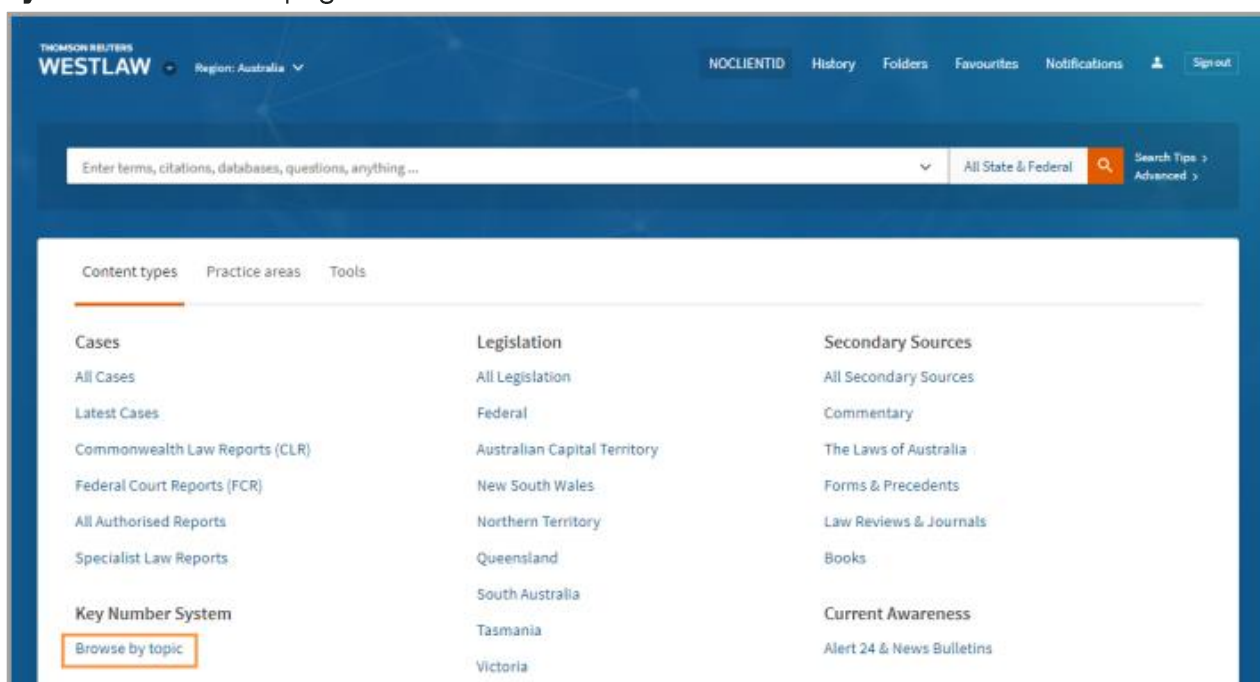 THOMSON REUTERS
WESTLAW
Region: Australia
NOCLIENTID
History
Folders
Favourites
Notifications
Sign out
Enter terms, citations, databases, questions, anything ...
All State & Federal
Search Tips >
Advanced >
Content types
Practice areas
Tools
Cases
All Cases
Latest Cases
Commonwealth Law Reports (CLR)
Federal Court Reports (FCR)
All Authorised Reports
Specialist Law Reports
Key Number System
Browse by topic
Legislation
All Legislation
Federal
Australian Capital Territory
New South Wales
Northern Territory
Queensland
South Australia
Tasmania
Victoria
Secondary Sources
All Secondary Sources
Commentary
The Laws of Australia
Forms & Precedents
Law Reviews & Journals
Books
Current Awareness
Alert 24 & News Bulletins